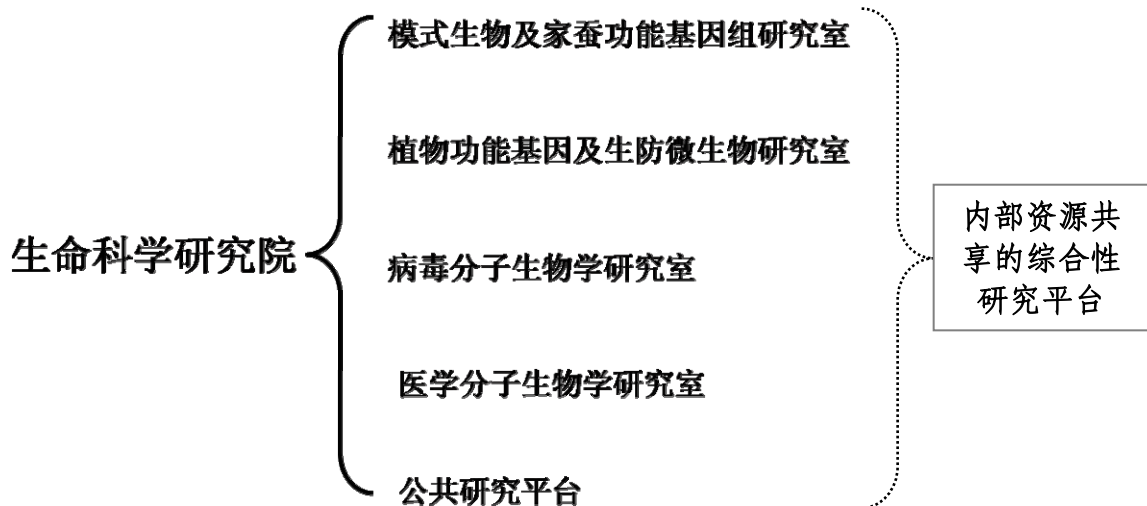 模式生物及家蚕功能基因组研究室
植物功能基因及生防微生物研究室
生命科学研究院
病毒分子生物学研究室
医学分子生物学研究室
公共研究平台
内部资源共
享的综合性
研究平台